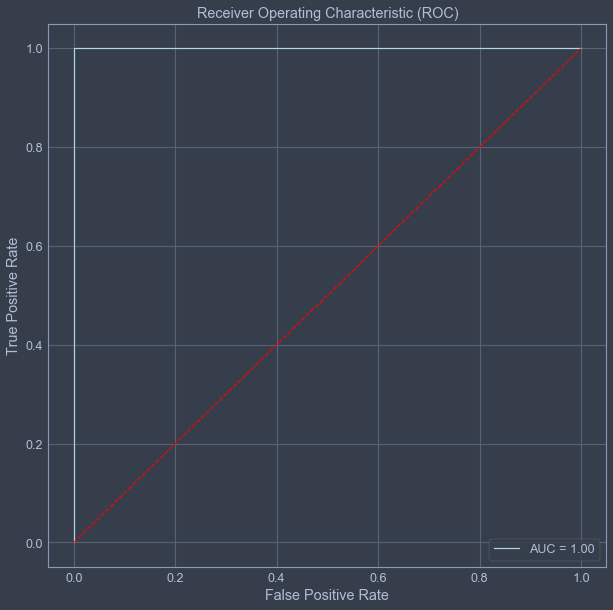 Receiver Operating Characteristic (ROC)
True Positive Rate
1.0
0.8
0.6
0.4
0.2
0.0
AUC = 1.00
0.0 0.2 0.4 0.6 0.8 1.0
False Positive Rate